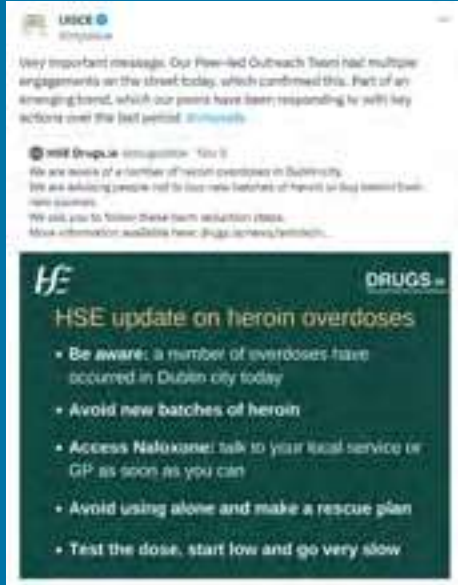 UISCE
Very important message. Our Peer-led Outreach Team had multiple
engagements on the street today, which confirmed this. Part of an
emerging trend, which our peers have been responding to with key
actions over the last period.
HSE Drugs.ie
We are aware of a number of heroin overdoses in Dublin city.
We are advising people not to buy new batches of heroin or buy from
new sources.
We ask you to follow these harm reduction steps.
More information available here:
HSE
DRUGS.ie
HSE update on heroin overdoses
• Be aware: a number of overdoses have
occurred in Dublin city today
• Avoid new batches of heroin
• Access Naloxone: talk to your local service or
GP as soon as you can
• Avoid using alone and make a rescue plan
• Test the dose, start low and go very slow